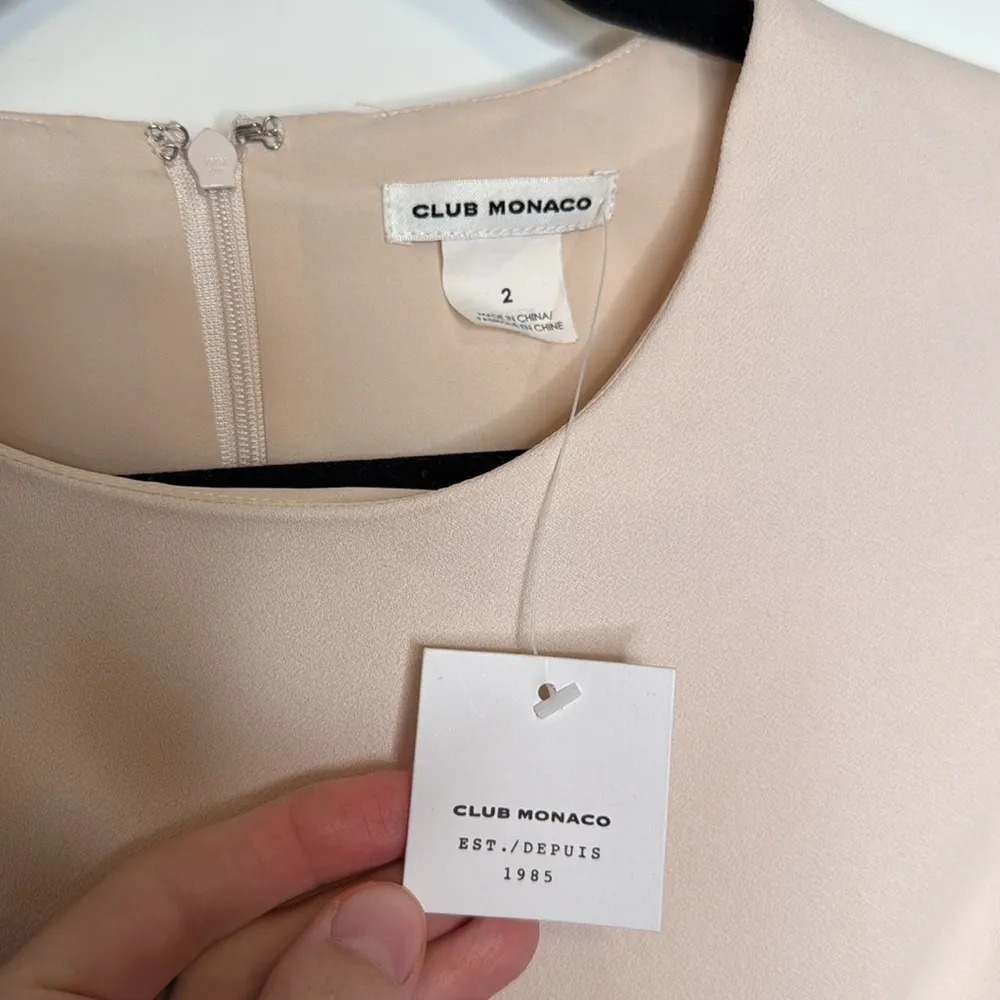 CLUB MONACO
2
MADE IN CHINA/
FABRIQUÉ EN CHINE
CLUB MONACO
EST./DEPUIS
1985